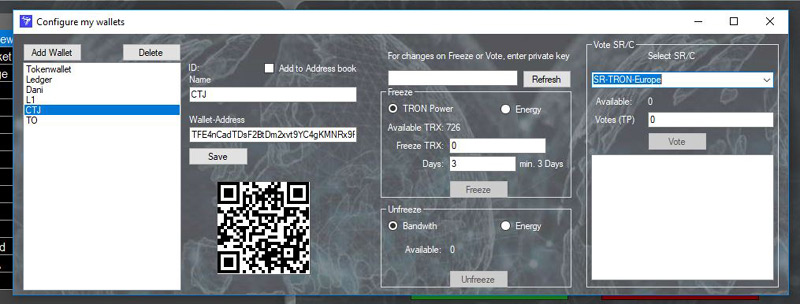 Configure my wallets
Add Wallet
Delete
Tokenwallet
Ledger
Dani
L1
CTJ
TO
ID:
Add to Address book
Name
CTJ
Wallet-Address
TFE4nCadTDsF2BtDm2xvt9YC4gKMNRx9F
Save
For changes on Freeze or Vote, enter private key
Refresh
Freeze
TRON Power
Energy
Available TRX: 726
Freeze TRX: 0
Days: 3 min. 3 Days
Freeze
Unfreeze
Bandwith
Energy
Available: 0
Unfreeze
Vote SR/C
Select SR/C
SR-TRON-Europe
Available: 0
Votes (TP) 0
Vote